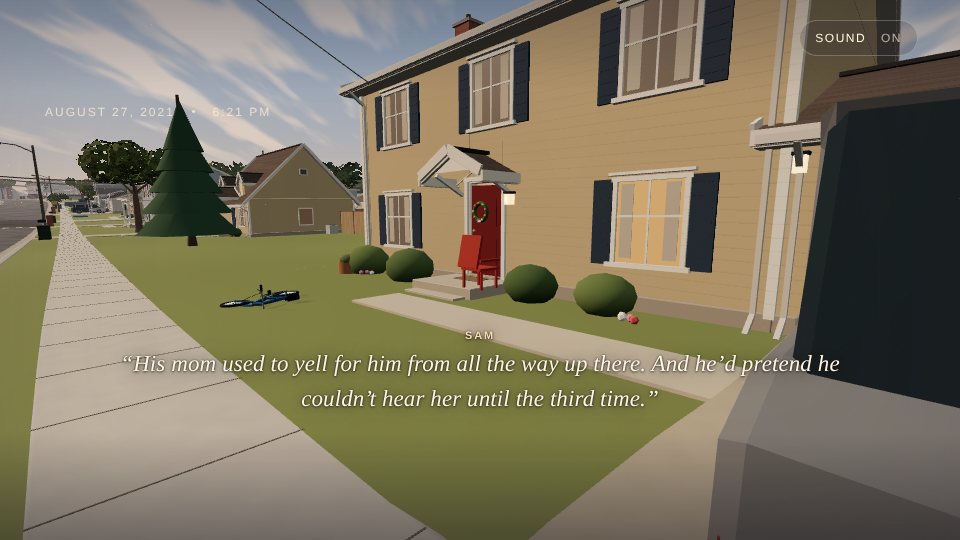 SOUND ON
AUGUST 27, 2021 • 6:21 PM
SAM
“His mom used to yell for him from all the way up there. And he’d pretend he
couldn’t hear her until the third time.”